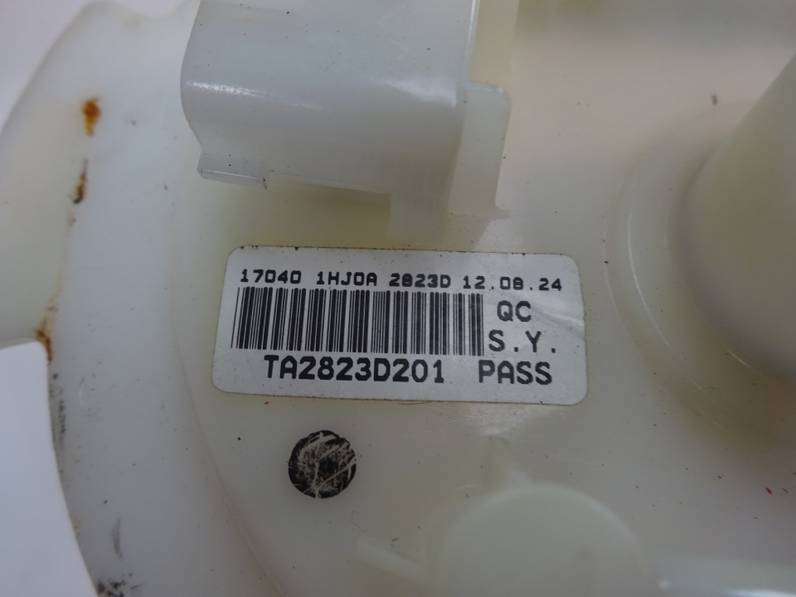 17040 1HJ0A 2823D 12.08.24
QC
S.Y.
TA2823D201 PASS